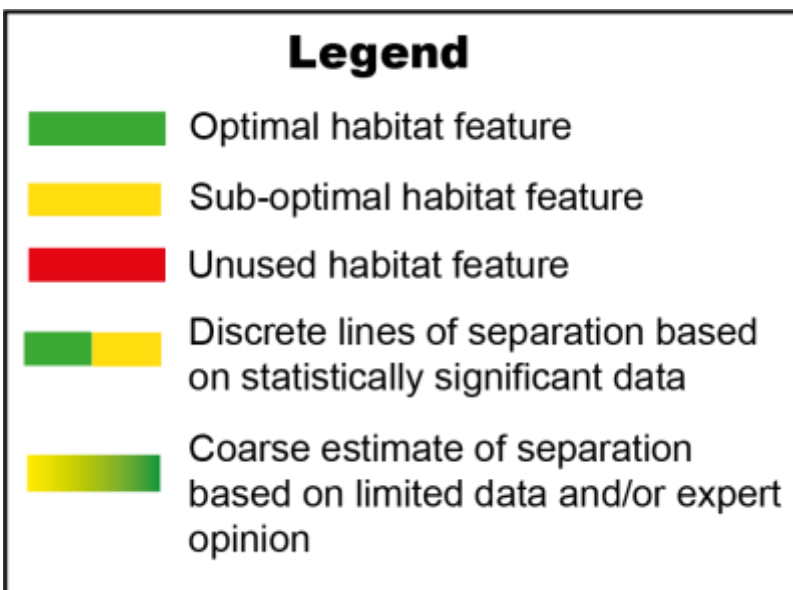 Legend
Optimal habitat feature
Sub-optimal habitat feature
Unused habitat feature
Discrete lines of separation based
on statistically significant data
Coarse estimate of separation
based on limited data and/or expert
opinion